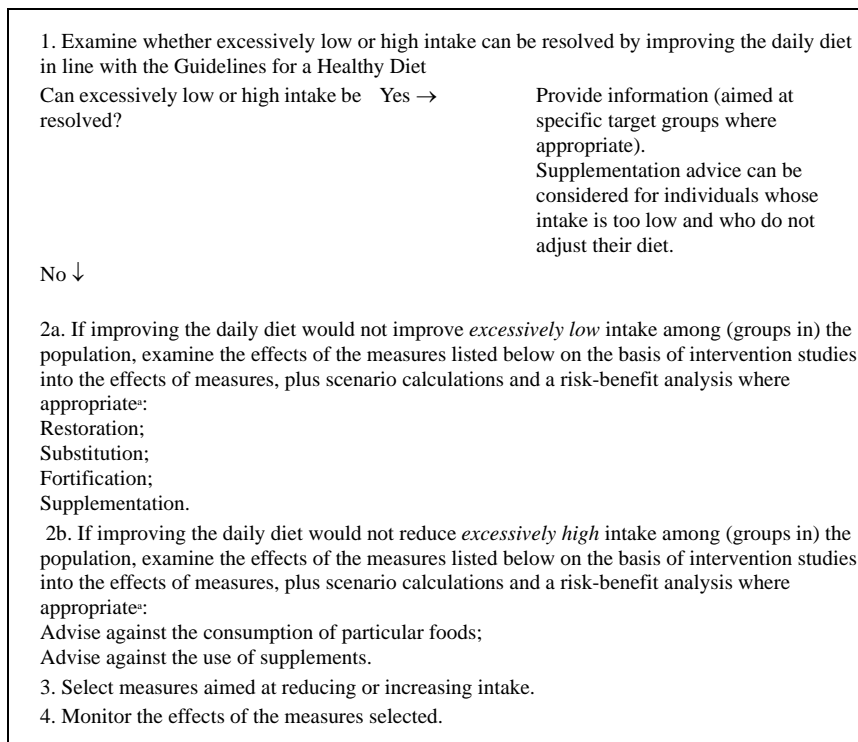 1. Examine whether excessively low or high intake can be resolved by improving the daily diet
in line with the Guidelines for a Healthy Diet
Can excessively low or high intake be Yes → Provide information (aimed at
resolved? specific target groups where
appropriate).
Supplementation advice can be
considered for individuals whose
intake is too low and who do not
adjust their diet.
No ↓
2a. If improving the daily diet would not improve excessively low intake among (groups in) the
population, examine the effects of the measures listed below on the basis of intervention studies
into the effects of measures, plus scenario calculations and a risk-benefit analysis where
appropriateᵃ:
Restoration;
Substitution;
Fortification;
Supplementation.
2b. If improving the daily diet would not reduce excessively high intake among (groups in) the
population, examine the effects of the measures listed below on the basis of intervention studies
into the effects of measures, plus scenario calculations and a risk-benefit analysis where
appropriateᵃ:
Advise against the consumption of particular foods;
Advise against the use of supplements.
3. Select measures aimed at reducing or increasing intake.
4. Monitor the effects of the measures selected.